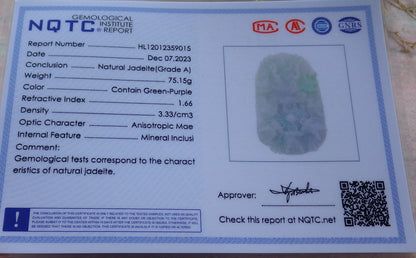 NQTC GEMOLOGICAL INSTITUTE REPORT
MA CNAS
Report Number HL12012359015
Date Dec 07,2023
Conclusion Natural Jadeite(Grade A)
Weight 75.15g
Color Contain Green-Purple
Refractive Index 1.66
Density 3.33/cm3
Optic Character Anisotropic Mae
Internal Feature Mineral Inclusi
Comment:
Gemological tests correspond to the charact
eristics of natural jadeite.
Approver:
Check this report at NQTC.net